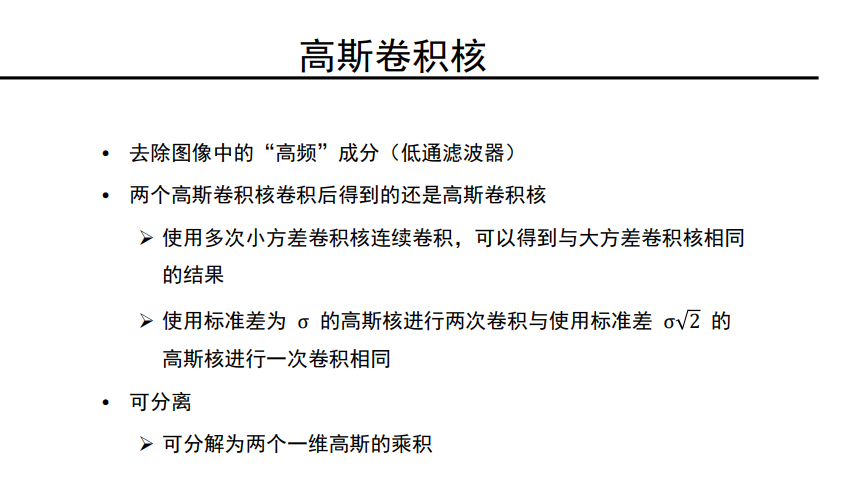 高斯卷积核
• 去除图像中的“高频”成分（低通滤波器）
• 两个高斯卷积核卷积后得到的还是高斯卷积核
➢ 使用多次小方差卷积核连续卷积，可以得到与大方差卷积核相同
的结果
➢ 使用标准差为 σ 的高斯核进行两次卷积与使用标准差 σ√2 的
高斯核进行一次卷积相同
• 可分离
➢ 可分解为两个一维高斯的乘积